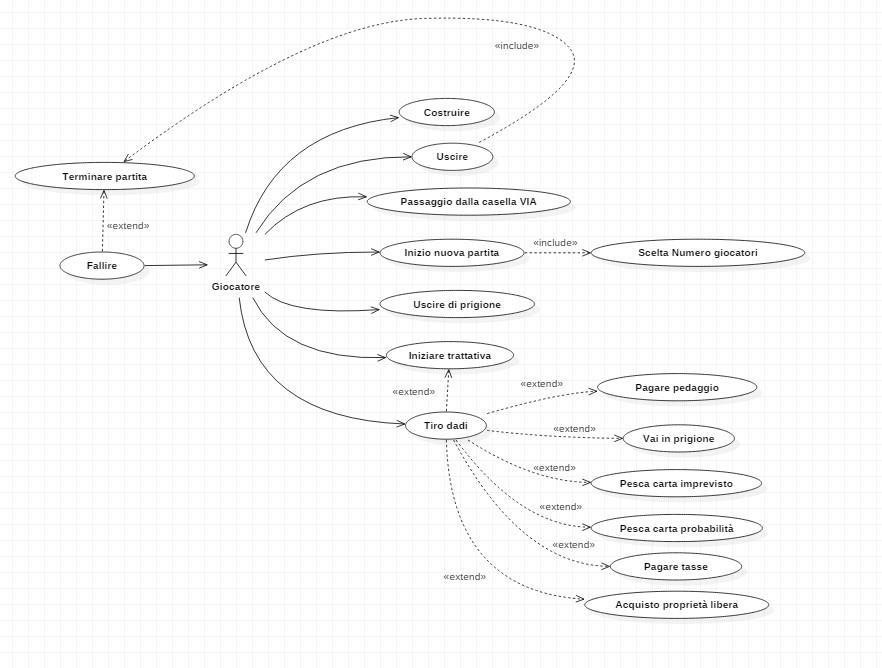 «include»
Costruire
Uscire
Terminare partita
Passaggio dalla casella VIA
«extend»
Inizio nuova partita
«include»
Scelta Numero giocatori
Fallire
Giocatore
Uscire di prigione
Iniziare trattativa
«extend»
«extend»
Pagare pedaggio
Tiro dadi
«extend»
Vai in prigione
«extend»
Pesca carta imprevisto
«extend»
Pesca carta probabilità
«extend»
Pagare tasse
«extend»
Acquisto proprietà libera